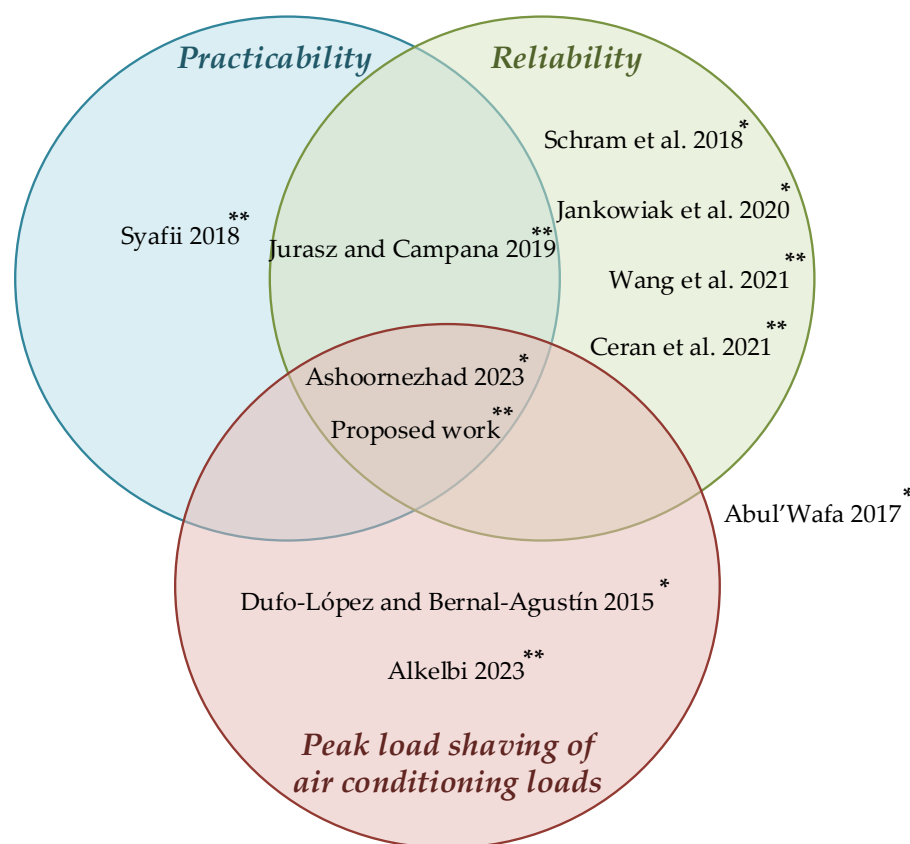 Practicability
Reliability
Schram et al. 2018*
Jankowiak et al. 2020*
Syafii 2018**
Jurasz and Campana 2019**
Wang et al. 2021**
Ceran et al. 2021**
Ashoornezhad 2023*
Proposed work**
Abul'Wafa 2017*
Dufo-López and Bernal-Agustín 2015*
Alkelbi 2023**
Peak load shaving of
air conditioning loads